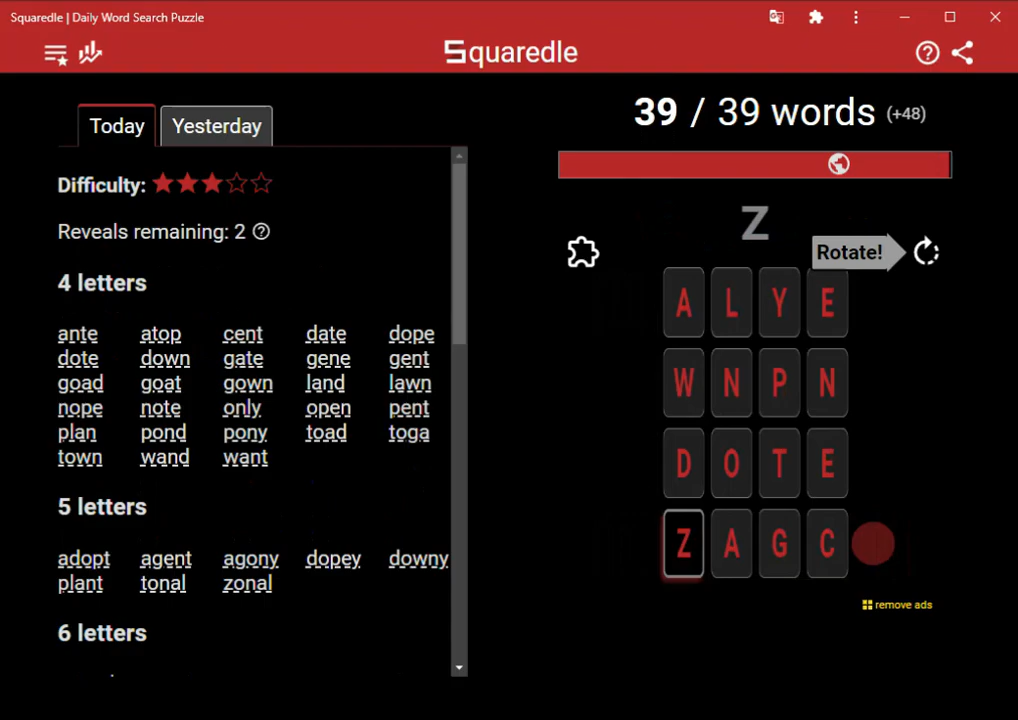 Squaredle | Daily Word Search Puzzle
Squaredle
Today Yesterday
39 / 39 words (+48)
Difficulty:
Reveals remaining: 2
Z
Rotate!
4 letters
ante atop cent date dope
dote down gate gene gent
goad goat gown land lawn
nope note only open pent
plan pond pony toad toga
town wand want
5 letters
adopt agent agony dopey downy
plant tonal zonal
6 letters
A L Y E
W N P N
D O T E
Z A G C
remove ads